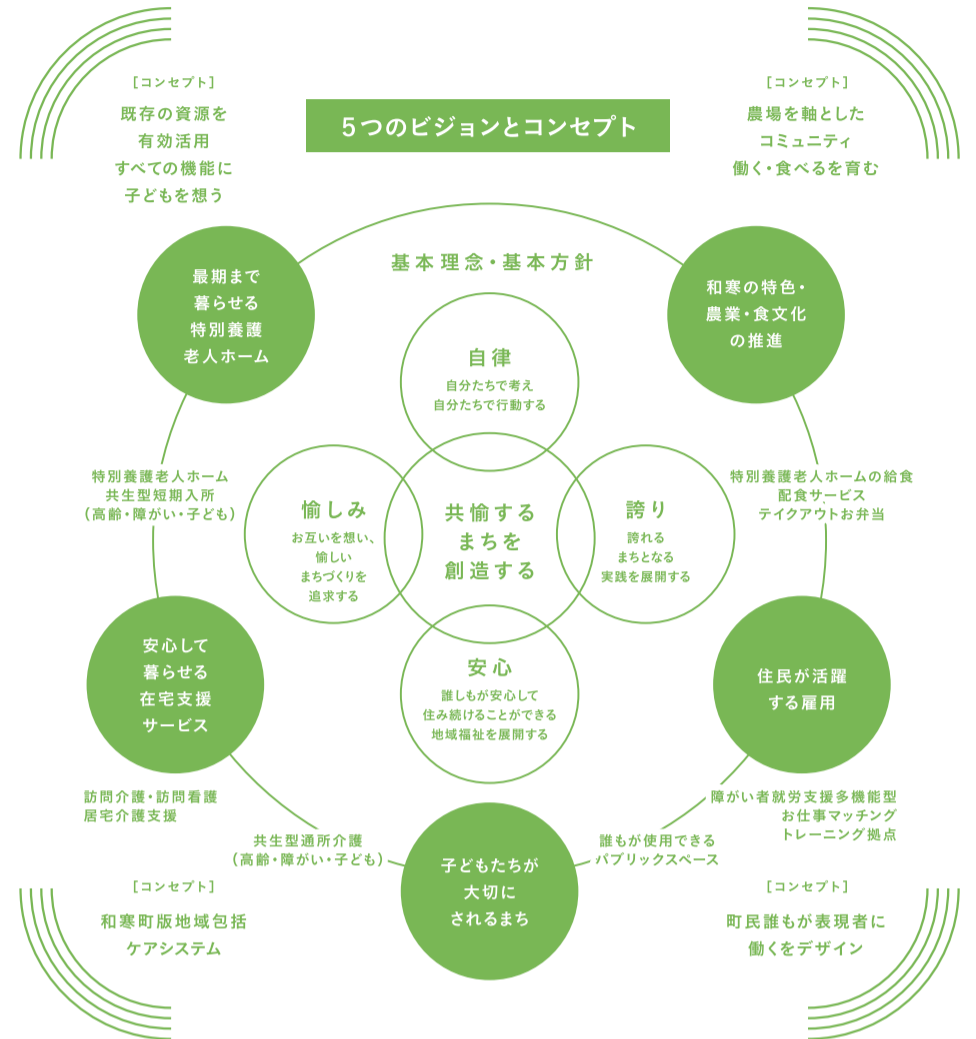 5つのビジョンとコンセプト
[コンセプト]
既存の資源を
有効活用
すべての機能に
子どもを想う
[コンセプト]
農場を軸とした
コミュニティ
働く・食べるを育む
基本理念・基本方針
最期まで
暮らせる
特別養護
老人ホーム
和寒の特色・
農業・食文化
の推進
自律
自分たちで考え
自分たちで行動する
特別養護老人ホーム
共生型短期入所
(高齢・障がい・子ども)
特別養護老人ホームの給食
配食サービス
テイクアウトお弁当
愉しみ
お互いを想い、
愉しい
まちづくりを
追求する
共愉する
まちを
創造する
誇り
誇れる
まちとなる
実践を展開する
安心
誰しもが安心して
住み続けることができる
地域福祉を展開する
安心して
暮らせる
在宅支援
サービス
住民が活躍
する雇用
訪問介護・訪問看護
居宅介護支援
障がい者就労支援多機能型
お仕事マッチング
トレーニング拠点
共生型通所介護
(高齢・障がい・子ども)
誰もが使用できる
パブリックスペース
子どもたちが
大切に
されるまち
[コンセプト]
和寒町版地域包括
ケアシステム
[コンセプト]
町民誰もが表現者に
働くをデザイン